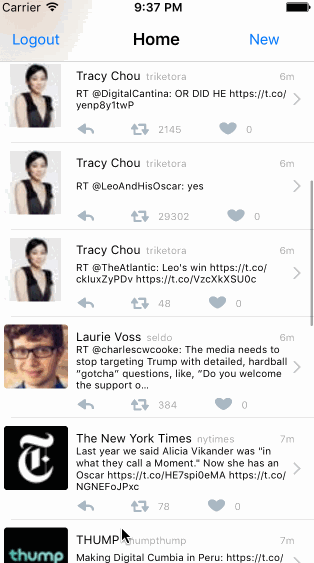 Carrier 9:37 PM
Logout Home New
Tracy Chou triketora 6m
RT @DigitalCantina: OR DID HE https://t.co/
yenp8y1twP
2145 0
Tracy Chou triketora 6m
RT @LeoAndHisOscar: yes
29302 0
Tracy Chou triketora 6m
RT @TheAtlantic: Leo's win https://t.co/
ckIuxZyPDv https://t.co/VzcXkXSU0c
48 0
Laurie Voss seldo 6m
RT @charlescwcooke: The media needs to
stop targeting Trump with detailed, hardball
“gotcha” questions, like, “Do you welcome
the support o…
384 0
The New York Times nytimes 7m
Last year we said Alicia Vikander was "in
what they call a Moment." Now she has an
Oscar https://t.co/HE7spi0eMA https://t.co/
NGNEFoJPxc
78 0
THUMP thumpthump 7m
thump
Making Digital Cumbia in Peru: https://t.co/